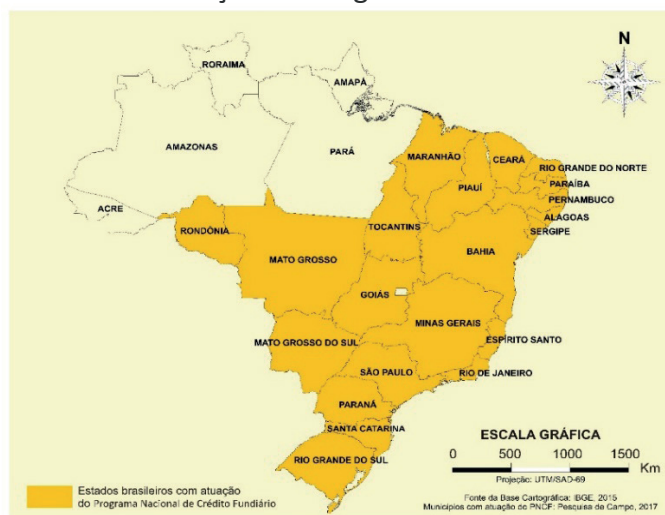 N
RORAIMA
AMAPÁ
AMAZONAS
PARÁ
MARANHÃO
CEARÁ
RIO GRANDE DO NORTE
PIAUÍ
PARAÍBA
PERNAMBUCO
ACRE
ALAGOAS
TOCANTINS
SERGIPE
RONDÔNIA
BAHIA
MATO GROSSO
GOIÁS
MINAS GERAIS
MATO GROSSO DO SUL
ESPÍRITO SANTO
SÃO PAULO
RIO DE JANEIRO
PARANÁ
SANTA CATARINA
RIO GRANDE DO SUL
ESCALA GRÁFICA
0 500 1000 1500
Km
Projeção: UTM/SAD-69
Estados brasileiros com atuação
do Programa Nacional de Crédito Fundiário
Fonte da Base Cartográfica: IBGE, 2015
Municípios com atuação do PNCF: Pesquisa de Campo, 2017